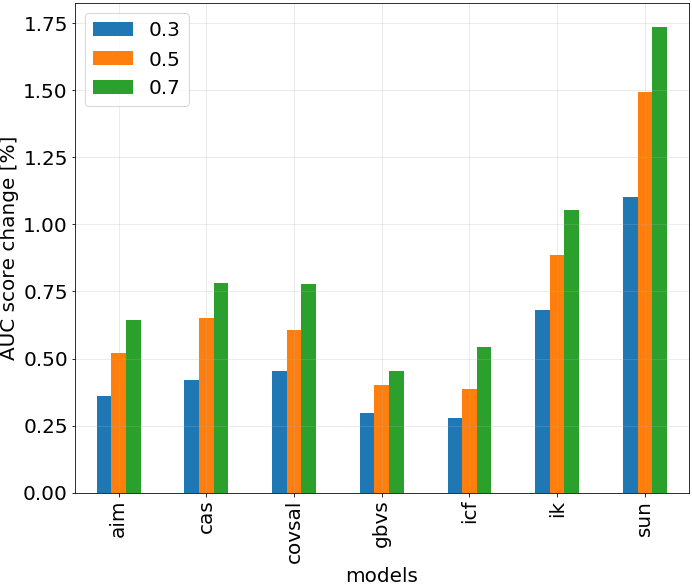 1.75
1.50
1.25
1.00
0.75
0.50
0.25
0.00
AUC score change [%]
0.3
0.5
0.7
aim
cas
covsal
gbvs
icf
ik
sun
models